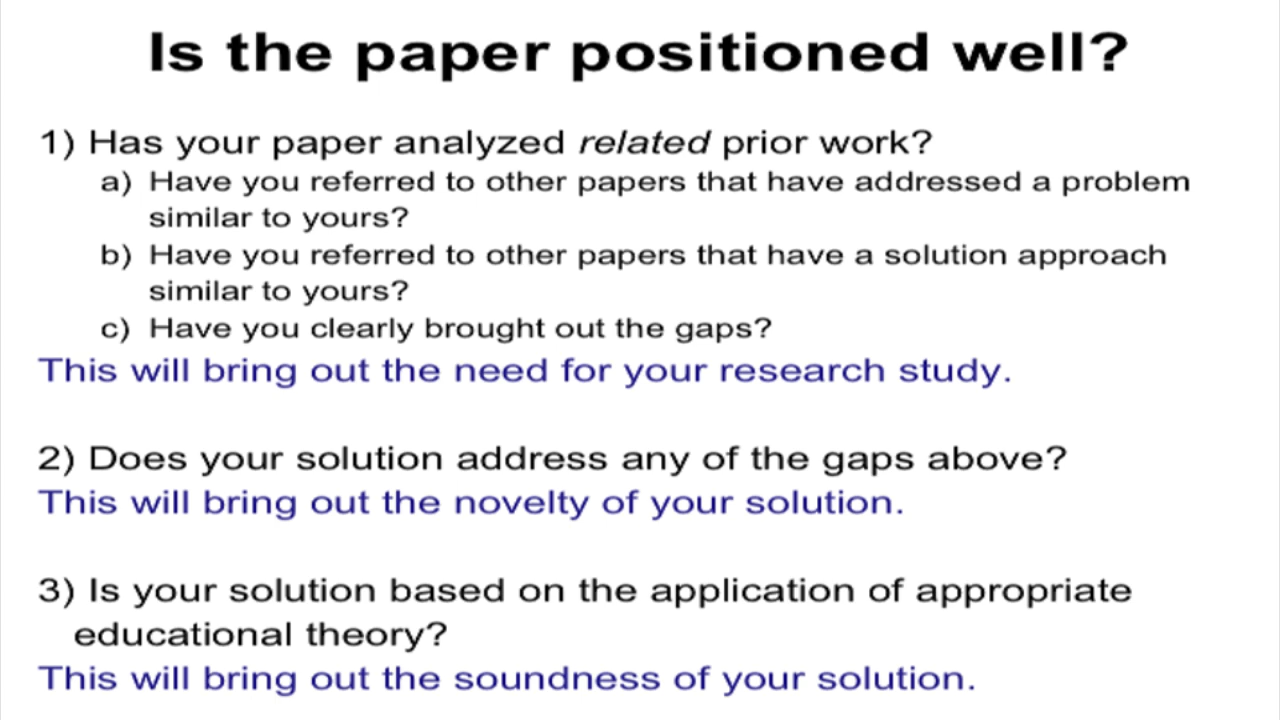 Is the paper positioned well?
1) Has your paper analyzed related prior work?
a) Have you referred to other papers that have addressed a problem
similar to yours?
b) Have you referred to other papers that have a solution approach
similar to yours?
c) Have you clearly brought out the gaps?
This will bring out the need for your research study.
2) Does your solution address any of the gaps above?
This will bring out the novelty of your solution.
3) Is your solution based on the application of appropriate
educational theory?
This will bring out the soundness of your solution.